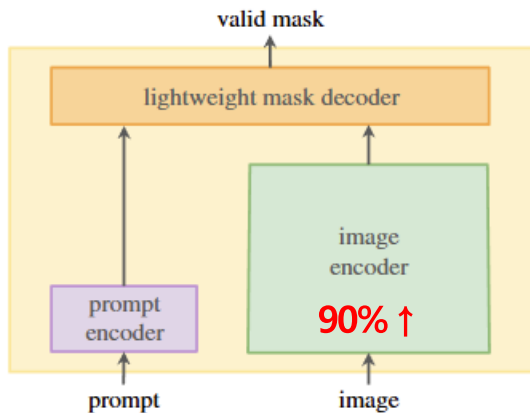 valid mask
lightweight mask decoder
image
encoder
prompt
encoder
90% ↑
prompt
image